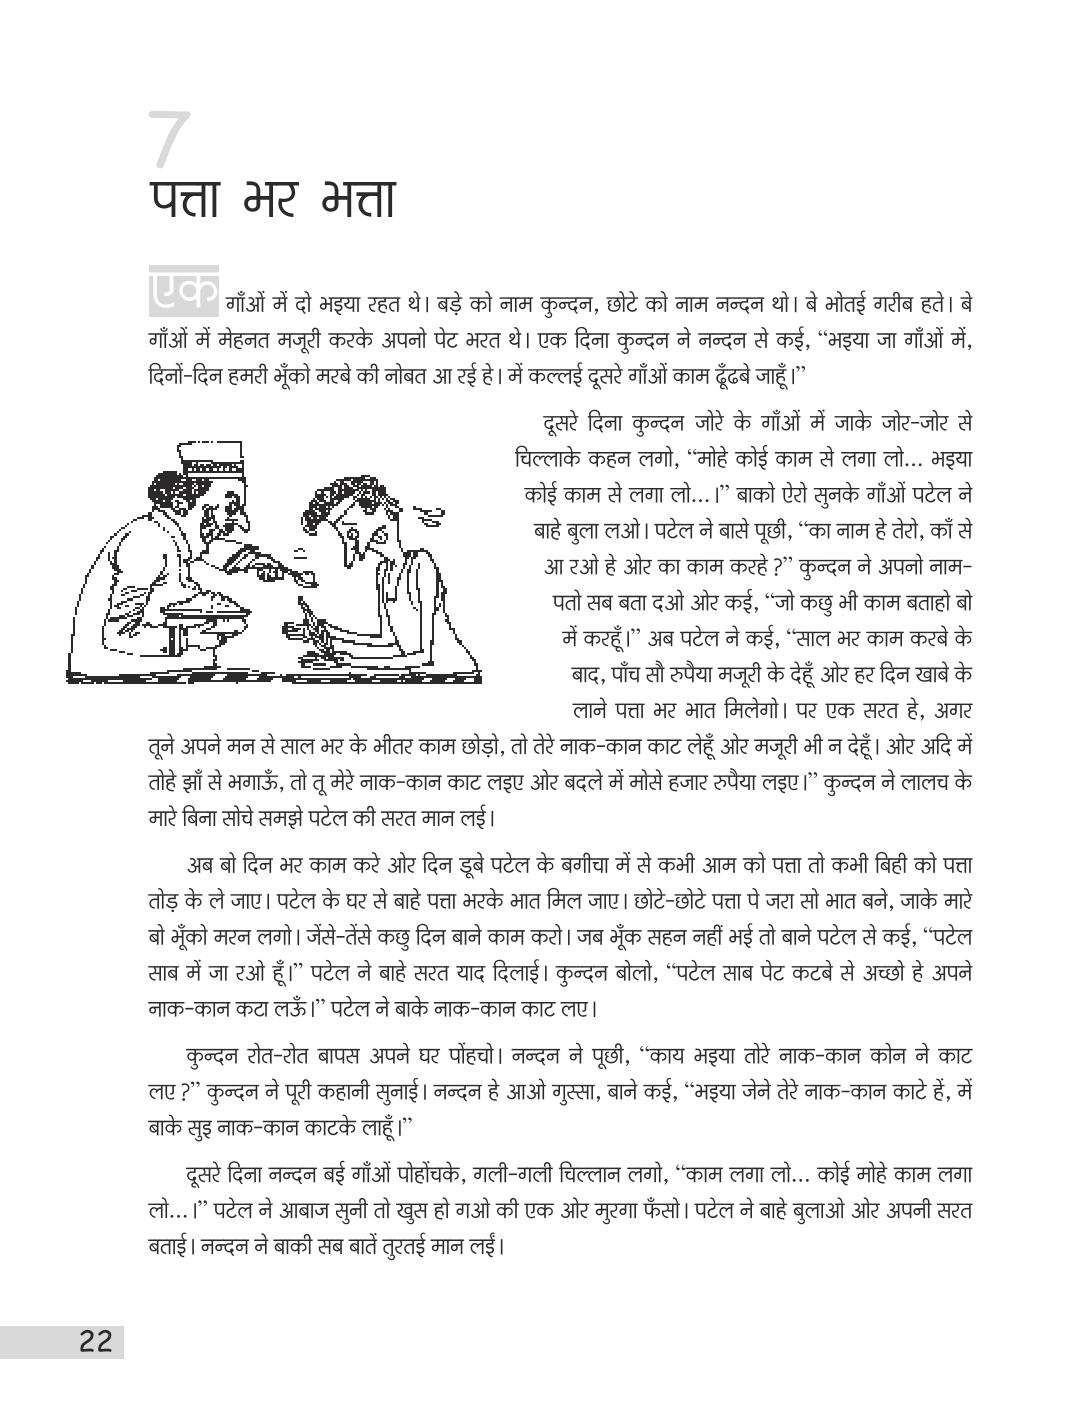 7
पत्ता भर भत्ता
एक गाँओं में दो भइया रहत थे। बड़े को नाम कुन्दन, छोटे को नाम नन्दन थो। बे भोतई गरीब हते। बे
गाँओं में मेहनत मजूरी करके अपनो पेट भरत थे। एक दिना कुन्दन ने नन्दन से कई, “भइया जा गाँओं में,
दिनों-दिन हमरी भूँको मरबे की नोबत आ रई हे। में कल्लई दूसरे गाँओं काम ढूँढबे जाहूँ।”
दूसरे दिना कुन्दन जोरे के गाँओं में जाके जोर-जोर से
चिल्लाके कहन लगो, “मोहे कोई काम से लगा लो... भइया
कोई काम से लगा लो...।” बाको ऐरो सुनके गाँओं पटेल ने
बाहे बुला लओ। पटेल ने बासे पूछी, “का नाम हे तेरो, काँ से
आ रओ हे ओर का काम करहे?” कुन्दन ने अपनो नाम-
पतो सब बता दओ ओर कई, “जो कछु भी काम बताहो बो
में करहूँ।” अब पटेल ने कई, “साल भर काम करबे के
बाद, पाँच सौ रुपैया मजूरी के देहूँ ओर हर दिन खाबे के
लाने पत्ता भर भात मिलेगो। पर एक सरत हे, अगर
तूने अपने मन से साल भर के भीतर काम छोड़ो, तो तेरे नाक-कान काट लेहूँ ओर मजूरी भी न देहूँ। ओर अदि में
तोहे झाँ से भगाऊँ, तो तू मेरे नाक-कान काट लइए ओर बदले में मोसे हजार रुपैया लइए।” कुन्दन ने लालच के
मारे बिना सोचे समझे पटेल की सरत मान लई।
अब बो दिन भर काम करे ओर दिन डूबे पटेल के बगीचा में से कभी आम को पत्ता तो कभी बिही को पत्ता
तोड़ के ले जाए। पटेल के घर से बाहे पत्ता भरके भात मिल जाए। छोटे-छोटे पत्ता पे जरा सो भात बने, जाके मारे
बो भूँको मरन लगो। जेंसे-तेंसे कछु दिन बाने काम करो। जब भूँक सहन नहीं भई तो बाने पटेल से कई, “पटेल
साब में जा रओ हूँ।” पटेल ने बाहे सरत याद दिलाई। कुन्दन बोलो, “पटेल साब पेट कटबे से अच्छो हे अपने
नाक-कान कटा लऊँ।” पटेल ने बाके नाक-कान काट लए।
कुन्दन रोत-रोत बापस अपने घर पोंहचो। नन्दन ने पूछी, “काय भइया तोरे नाक-कान कोन ने काट
लए?” कुन्दन ने पूरी कहानी सुनाई। नन्दन हे आओ गुस्सा, बाने कई, “भइया जेने तेरे नाक-कान काटे हें, में
बाके सुइ नाक-कान काटके लाहूँ।”
दूसरे दिना नन्दन बई गाँओं पोहोंचके, गली-गली चिल्लान लगो, “काम लगा लो... कोई मोहे काम लगा
लो...।” पटेल ने आबाज सुनी तो खुस हो गओ की एक ओर मुरगा फँसो। पटेल ने बाहे बुलाओ ओर अपनी सरत
बताई। नन्दन ने बाकी सब बातें तुरतई मान लईं।
22